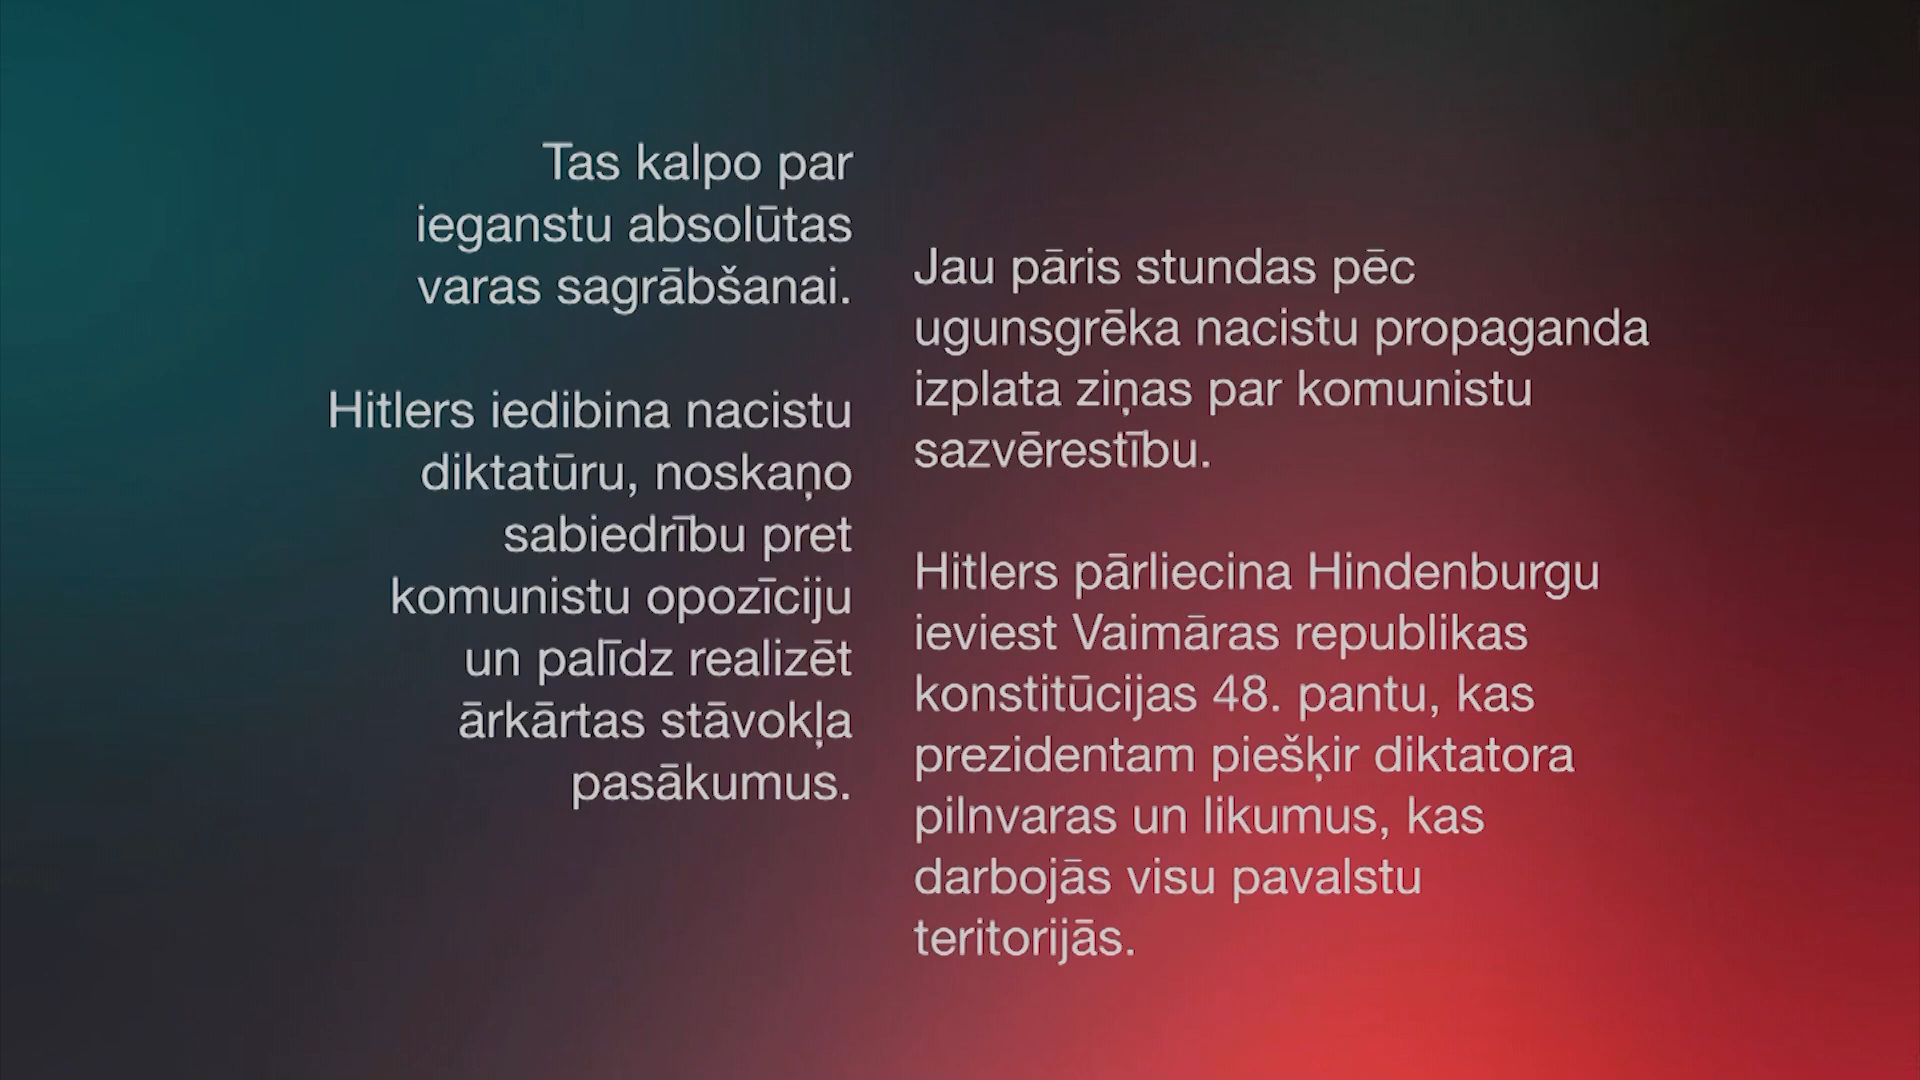 Tas kalpo par
ieganstu absolūtas
varas sagrābšanai.
Hitlers iedibina nacistu
diktatūru, noskaņo
sabiedrību pret
komunistu opozīciju
un palīdz realizēt
ārkārtas stāvokļa
pasākumus.
Jau pāris stundas pēc
ugunsgrēka nacistu propaganda
izplata ziņas par komunistu
sazvērestību.
Hitlers pārliecina Hindenburgu
ieviest Vaimāras republikas
konstitūcijas 48. pantu, kas
prezidentam piešķir diktatora
pilnvaras un likumus, kas
darbojās visu pavalstu
teritorijās.